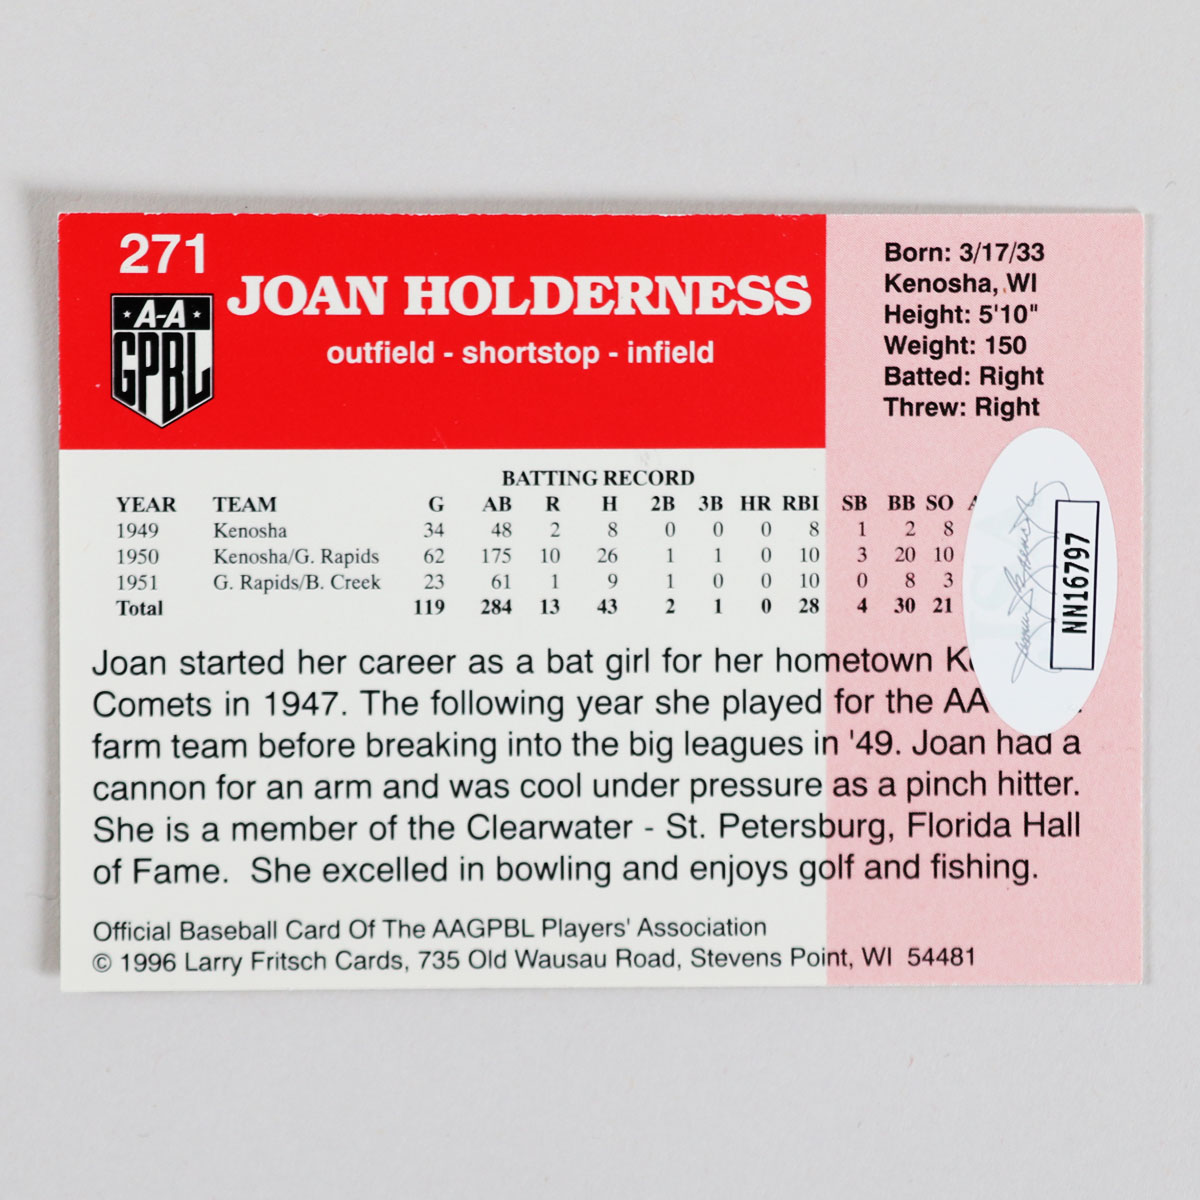 271
JOAN HOLDERNESS
A-A
GPBL
outfield - shortstop - infield
Born: 3/17/33
Kenosha, WI
Height: 5'10"
Weight: 150
Batted: Right
Threw: Right
BATTING RECORD
YEAR TEAM G AB R H 2B 3B HR RBI SB BB SO
1949 Kenosha 34 48 2 8 0 0 0 8 1 2 8
1950 Kenosha/G. Rapids 62 175 10 26 1 1 0 10 3 20 10
1951 G. Rapids/B. Creek 23 61 1 9 1 0 0 10 0 8 3
Total 119 284 13 43 2 1 0 28 4 30 21
NN16797
Joan started her career as a bat girl for her hometown
Comets in 1947. The following year she played for the
farm team before breaking into the big leagues in '49. Joan had a
cannon for an arm and was cool under pressure as a pinch hitter.
She is a member of the Clearwater - St. Petersburg, Florida Hall
of Fame. She excelled in bowling and enjoys golf and fishing.
Official Baseball Card Of The AAGPBL Players' Association
© 1996 Larry Fritsch Cards, 735 Old Wausau Road, Stevens Point, WI 54481